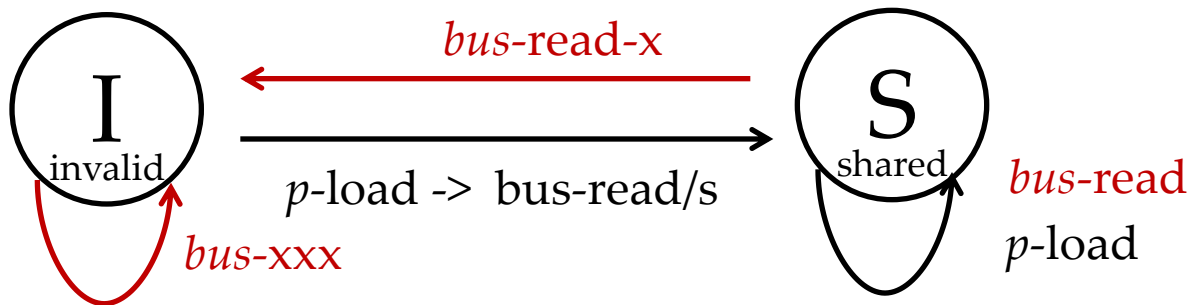 bus-read-x
I
invalid
S
shared
p-load -> bus-read/s
bus-read
p-load
bus-xxx